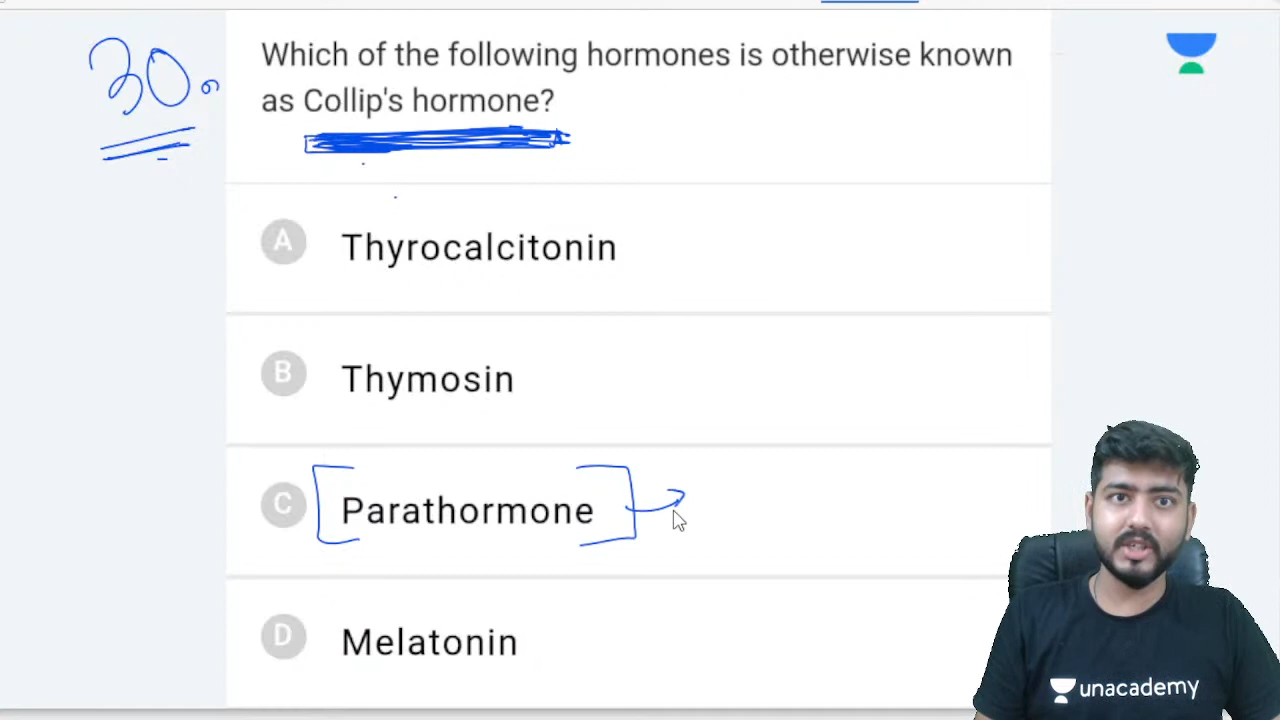 30
Which of the following hormones is otherwise known
as Collip's hormone?
A Thyrocalcitonin
B Thymosin
C Parathormone
D Melatonin
unacademy